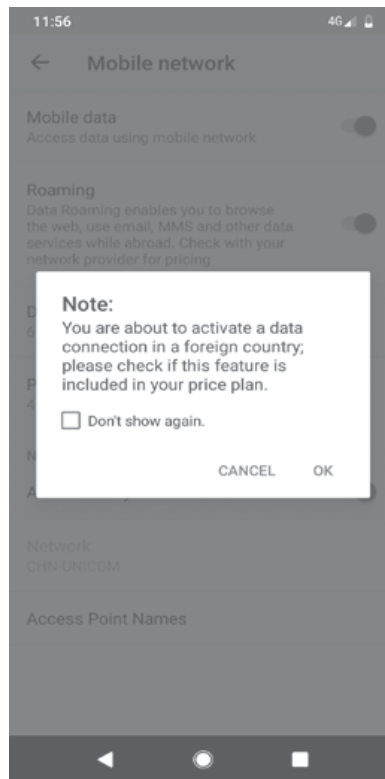 11:56
4G
Mobile network
Mobile data
Access data using mobile network
Roaming
Data Roaming enables you to browse
the web, use email, MMS and other data
services while abroad. Check with your
network provider for pricing
D
6
P
4
N
A
Note:
You are about to activate a data
connection in a foreign country;
please check if this feature is
included in your price plan.
Don't show again.
CANCEL OK
Network
CHN-UNICOM
Access Point Names